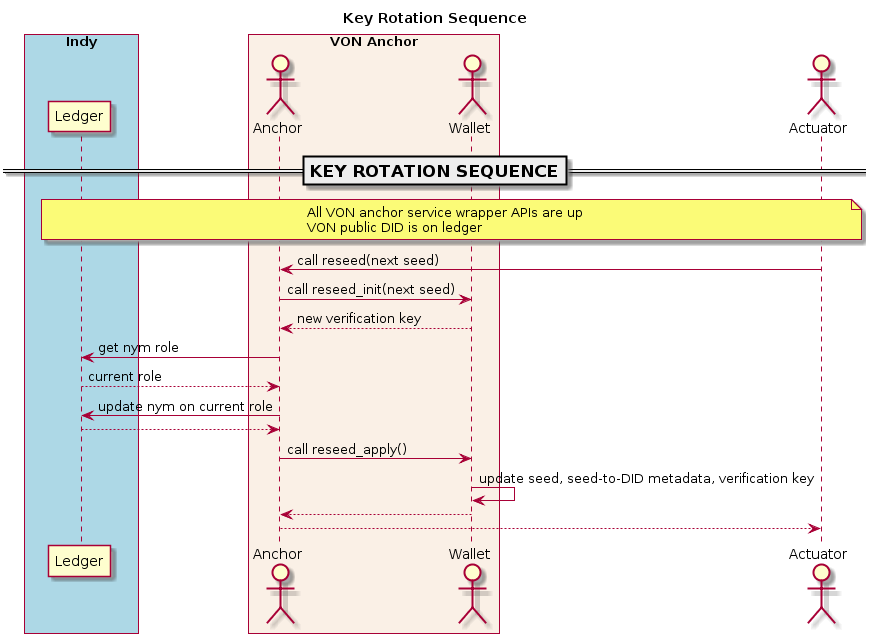 Key Rotation Sequence
Indy
VON Anchor
Ledger
Anchor
Wallet
Actuator
KEY ROTATION SEQUENCE
All VON anchor service wrapper APIs are up
VON public DID is on ledger
call reseed(next seed)
call reseed_init(next seed)
new verification key
get nym role
current role
update nym on current role
call reseed_apply()
update seed, seed-to-DID metadata, verification key
Ledger
Anchor
Wallet
Actuator